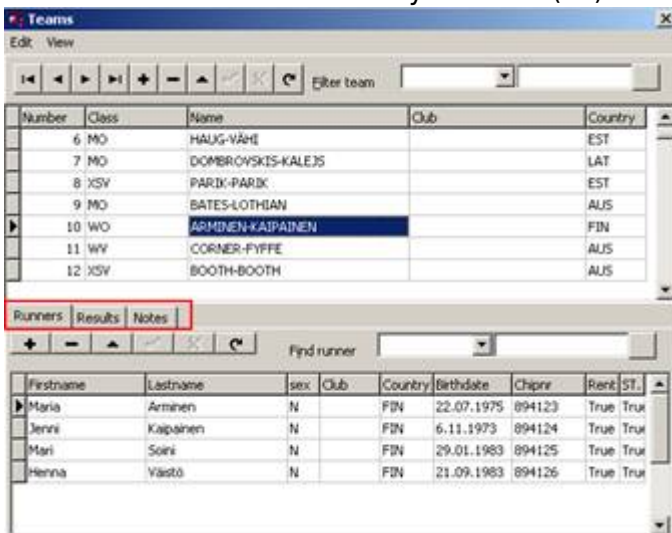 Teams
Edit View
Filter team
Number Class Name Club Country
6 MO HAUG-VÄHI EST
7 MO DOMBROVSKIS-KALEJS LAT
8 XSV PARIK-PARIK EST
9 MO BATES-LOTHIAN AUS
10 WO ARMINEN-KAIPAINEN FIN
11 WV CORNER-FYFFE AUS
12 XSV BOOTH-BOOTH AUS
Runners Results Notes
Find runner
Firstname Lastname sex Club Country Birthdate Chipnr Rent ST.
Maria Arminen N FIN 22.07.1975 894123 True True
Jenni Kaipainen N FIN 6.11.1973 894124 True True
Mari Soini N FIN 29.01.1983 894125 True True
Henna Väistö N FIN 21.09.1983 894126 True True